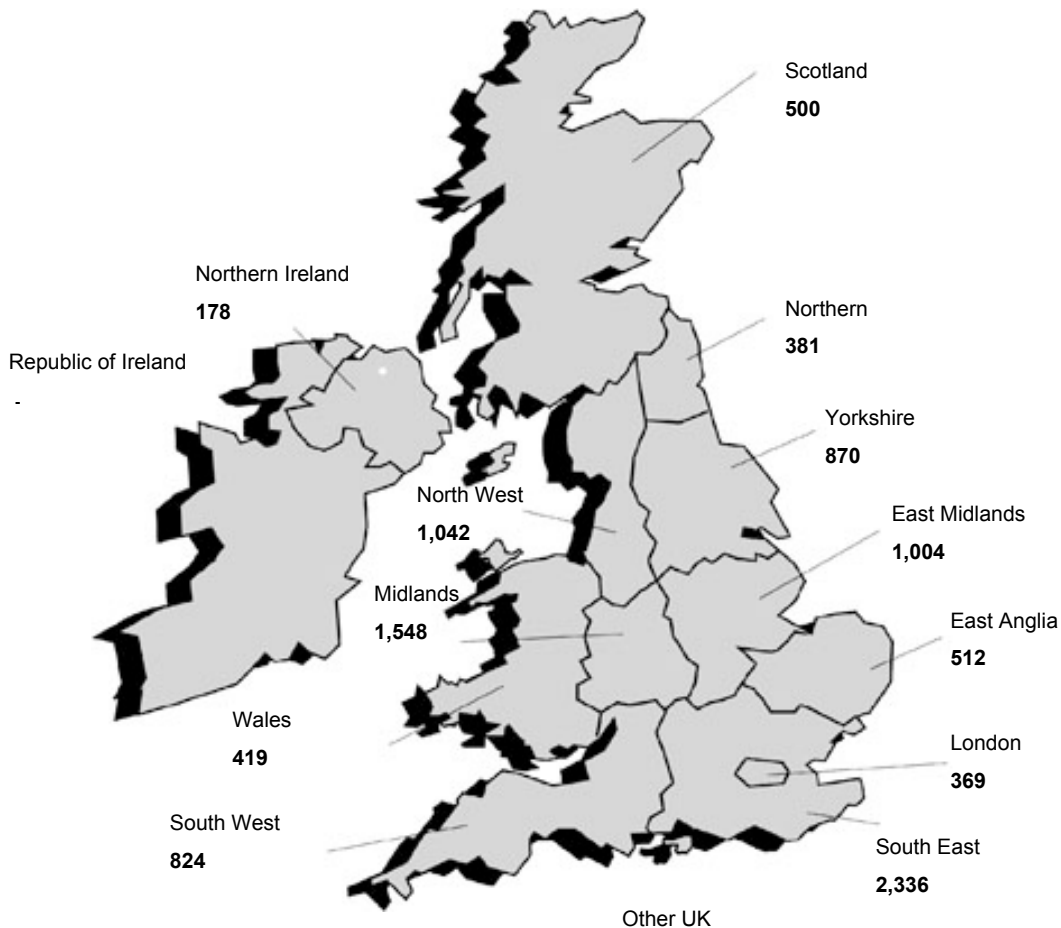 Scotland
500
Northern Ireland
178
Northern
381
Republic of Ireland
-
Yorkshire
870
North West
1,042
East Midlands
1,004
Midlands
1,548
East Anglia
512
Wales
419
London
369
South West
824
South East
2,336
Other UK